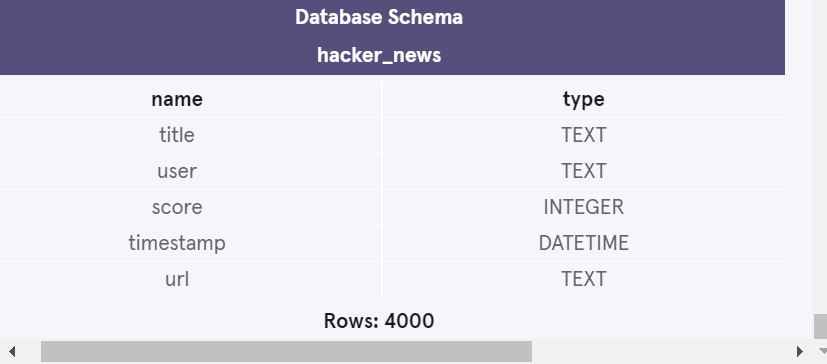 Database Schema
hacker_news
name type
title TEXT
user TEXT
score INTEGER
timestamp DATETIME
url TEXT
Rows: 4000